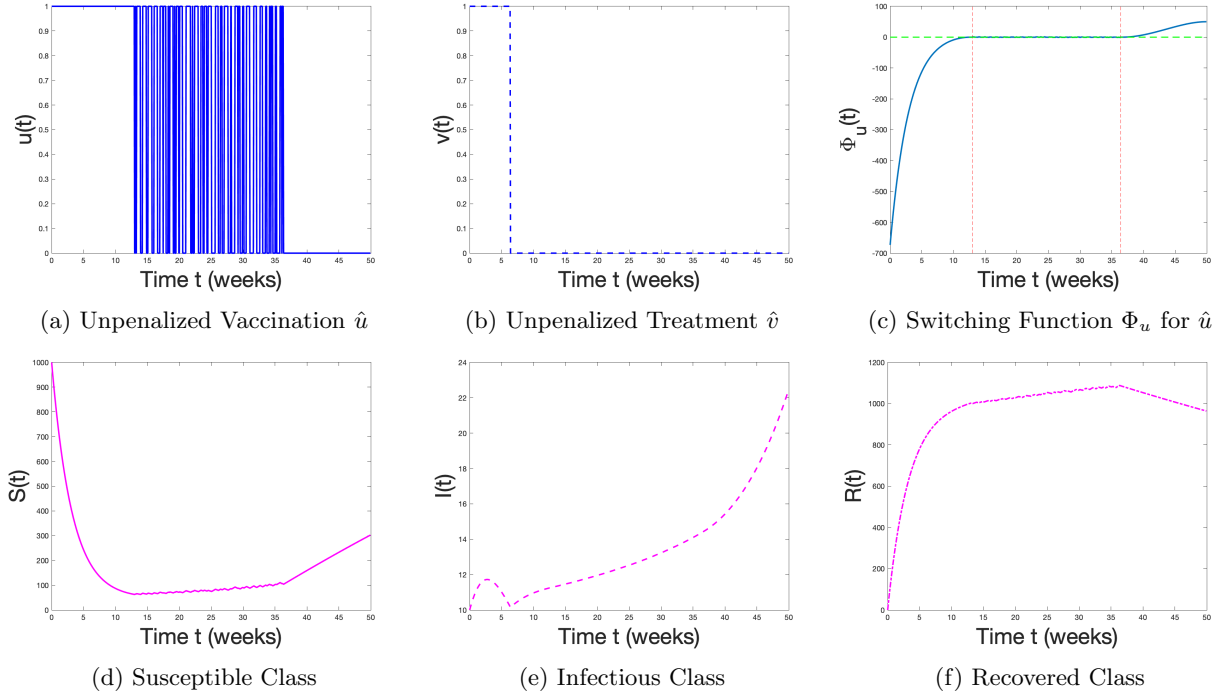 1
0.9
0.8
0.7
0.6
0.5
0.4
0.3
0.2
0.1
0
u(t)
0 5 10 15 20 25 30 35 40 45 50
Time t (weeks)
(a) Unpenalized Vaccination û
1
0.9
0.8
0.7
0.6
0.5
0.4
0.3
0.2
0.1
0
v(t)
0 5 10 15 20 25 30 35 40 45 50
Time t (weeks)
(b) Unpenalized Treatment v̂
100
0
-100
-200
-300
-400
-500
-600
-700
Φ_u(t)
0 5 10 15 20 25 30 35 40 45 50
Time t (weeks)
(c) Switching Function Φ_u for û
1000
900
800
700
600
500
400
300
200
100
0
S(t)
0 5 10 15 20 25 30 35 40 45 50
Time t (weeks)
(d) Susceptible Class
24
22
20
18
16
14
12
10
I(t)
0 5 10 15 20 25 30 35 40 45 50
Time t (weeks)
(e) Infectious Class
1200
1000
800
600
400
200
0
R(t)
0 5 10 15 20 25 30 35 40 45 50
Time t (weeks)
(f) Recovered Class